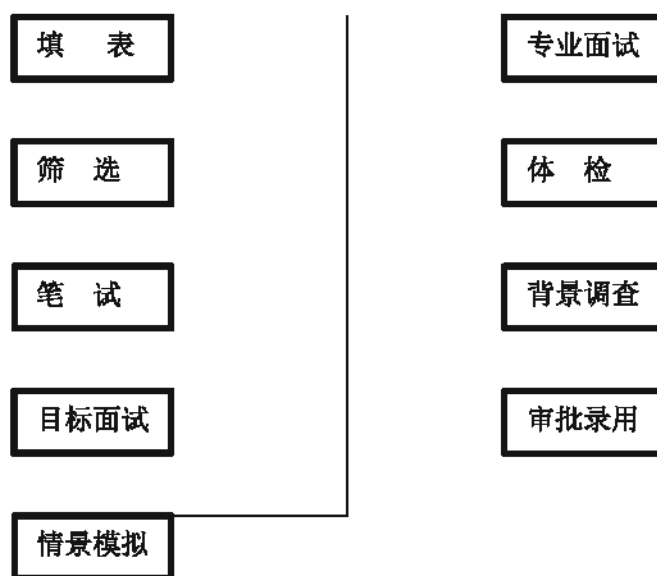 填 表
筛 选
笔 试
目标面试
情景模拟
专业面试
体 检
背景调查
审批录用